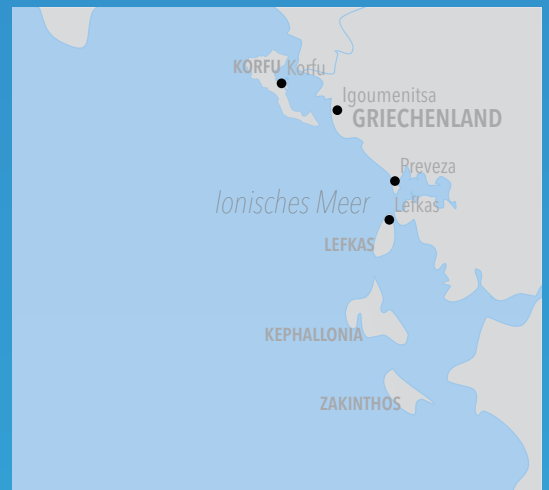 KORFU Korfu
Igoumenitsa
GRIECHENLAND
Preveza
Ionisches Meer
Lefkas
LEFKAS
KEPHALLONIA
ZAKINTHOS